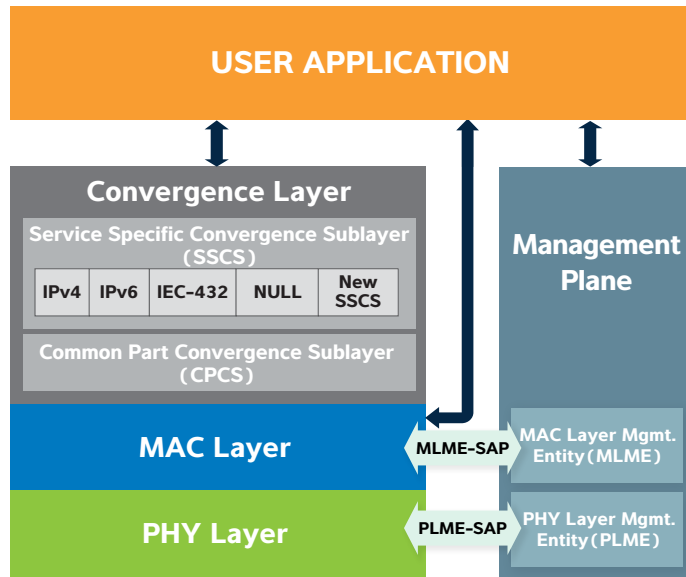 USER APPLICATION
Convergence Layer
Service Specific Convergence Sublayer
(SSCS)
IPv4
IPv6
IEC-432
NULL
New
SSCS
Common Part Convergence Sublayer
(CPCS)
MAC Layer
PHY Layer
MLME-SAP
PLME-SAP
Management
Plane
MAC Layer Mgmt.
Entity(MLME)
PHY Layer Mgmt.
Entity(PLME)